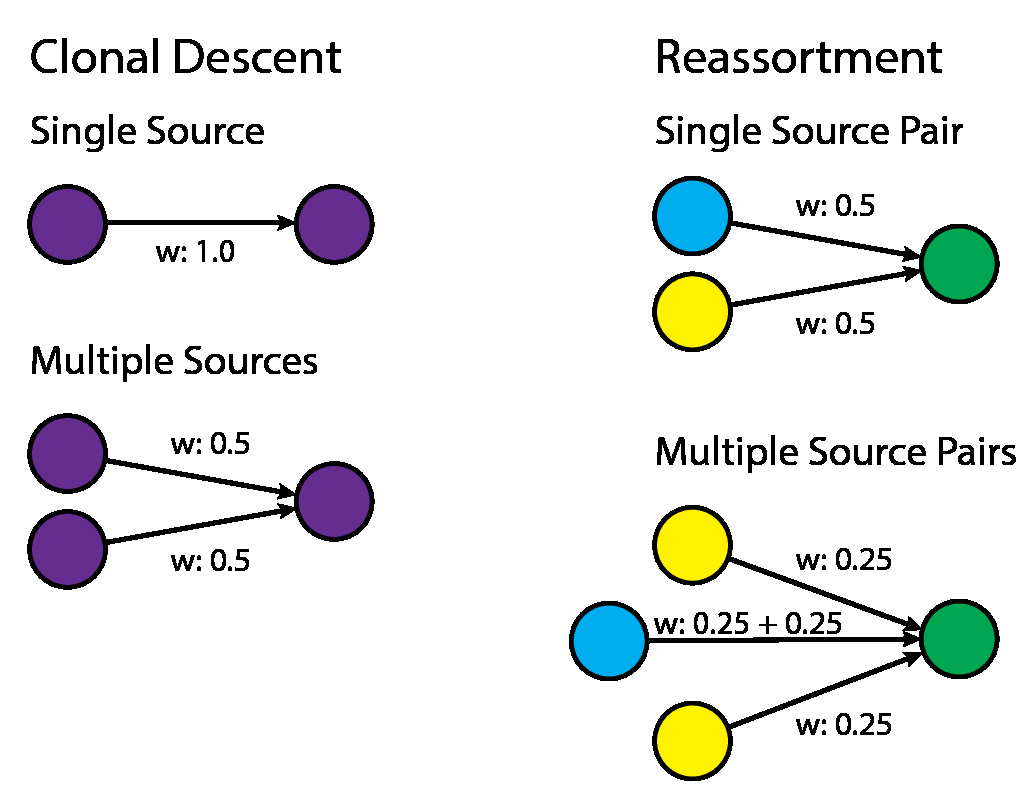 Clonal Descent
Single Source
w: 1.0
Multiple Sources
w: 0.5
w: 0.5
Reassortment
Single Source Pair
w: 0.5
w: 0.5
Multiple Source Pairs
w: 0.25
w: 0.25 + 0.25
w: 0.25